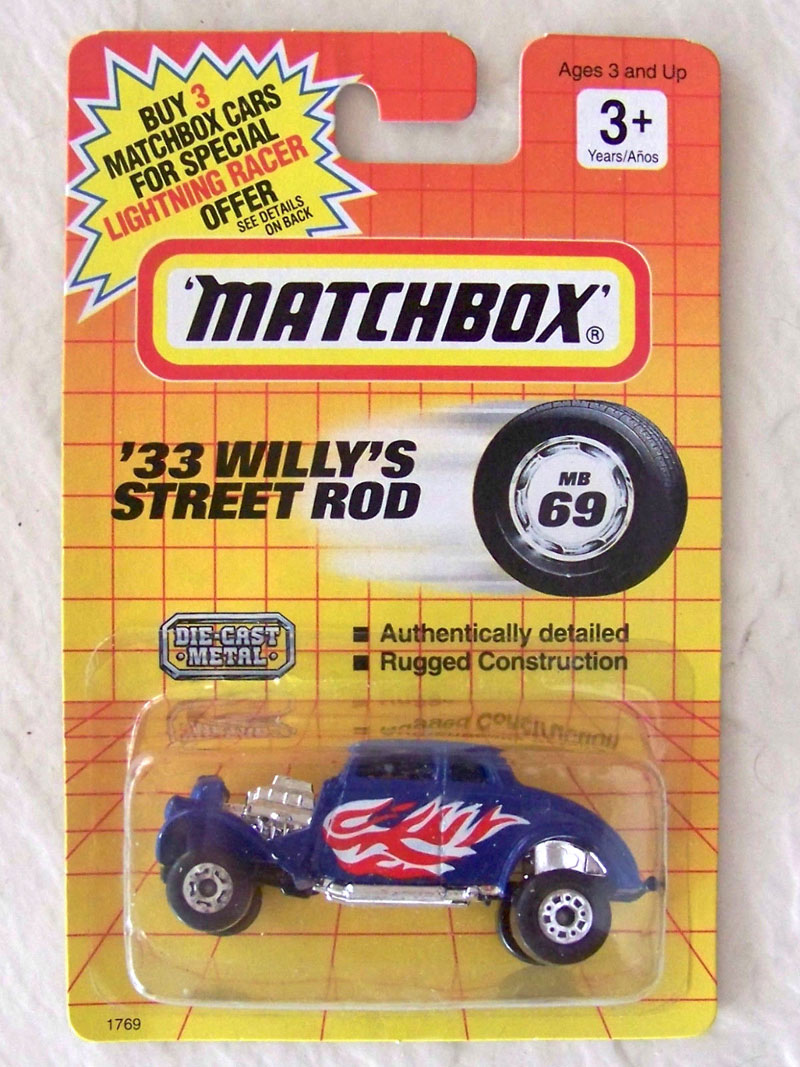 BUY 3
MATCHBOX CARS
FOR SPECIAL
LIGHTNING RACER
OFFER
SEE DETAILS
ON BACK
Ages 3 and Up
3+
Years/Años
'MATCHBOX'®
'33 WILLY'S
STREET ROD
MB
69
DIE-CAST
•METAL•
■ Authentically detailed
■ Rugged Construction
1769